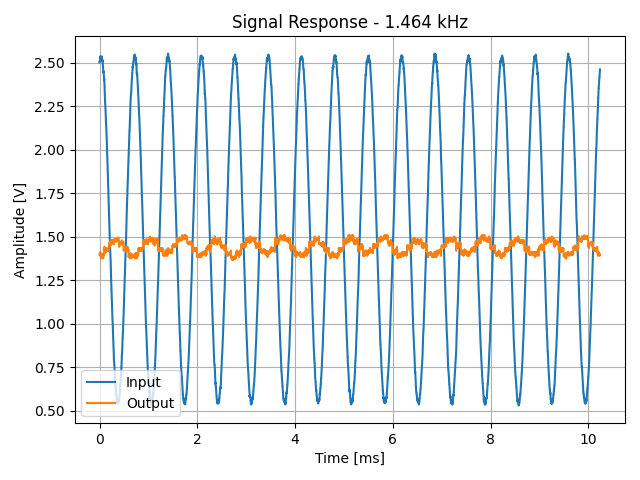 Signal Response - 1.464 kHz
Amplitude [V]
2.50
2.25
2.00
1.75
1.50
1.25
1.00
0.75
0.50
Input
Output
0 2 4 6 8 10
Time [ms]